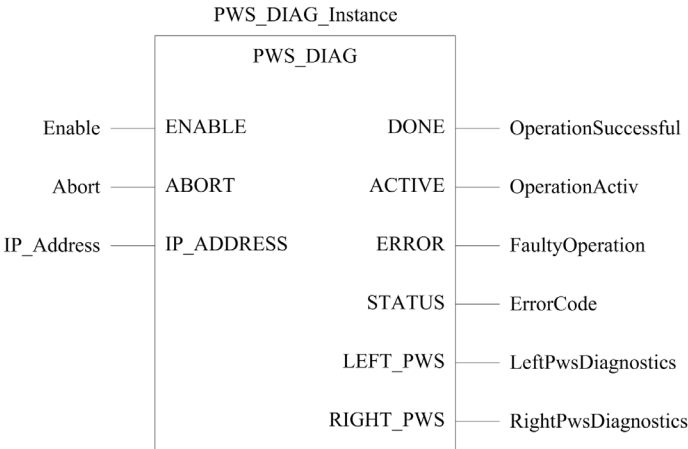 PWS_DIAG_Instance
PWS_DIAG
Enable ENABLE DONE OperationSuccessful
Abort ABORT ACTIVE OperationActiv
IP_Address IP_ADDRESS ERROR FaultyOperation
STATUS ErrorCode
LEFT_PWS LeftPwsDiagnostics
RIGHT_PWS RightPwsDiagnostics